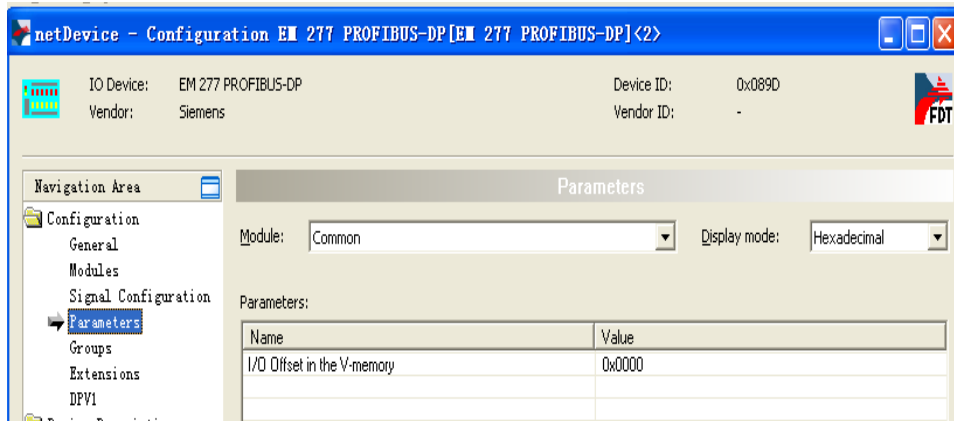 netDevice - Configuration EM 277 PROFIBUS-DP[EM 277 PROFIBUS-DP]<2>
IO Device: EM 277 PROFIBUS-DP Device ID: 0x089D
Vendor: Siemens Vendor ID: -
FDT
Navigation Area
Parameters
Configuration
General
Modules
Signal Configuration
Parameters
Groups
Extensions
DPV1
Module: Common Display mode: Hexadecimal
Parameters:
Name Value
I/O Offset in the V-memory 0x0000